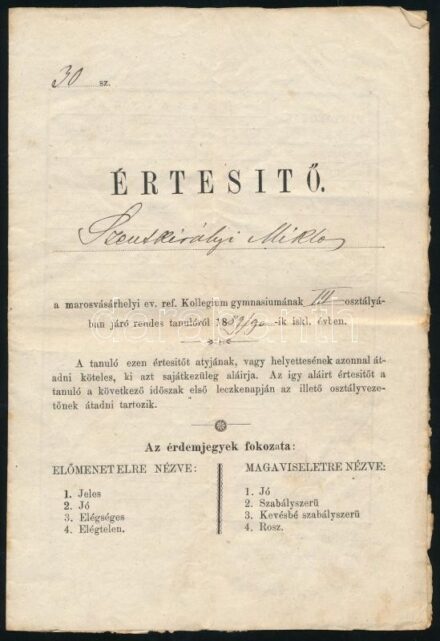 30 sz.
ÉRTESITŐ.
Szentkirályi Miklos
a marosvásárhelyi ev. ref. Kollegium gymnasiumának III osztályá-
ban járó rendes tanulóról 1889/90-ik iskl. évben.
A tanuló ezen értesitőt atyjának, vagy helyettesének azonnal át-
adni köteles, ki azt sajátkezüleg aláirja. Az igy aláirt értesitőt a
tanuló a következő időszak első leczkenapján az illető osztályveze-
tőnek átadni tartozik.
Az érdemjegyek fokozata:
ELŐMENETELRE NÉZVE:
1. Jeles
2. Jó
3. Elégséges
4. Elégtelen.
MAGAVISELETRE NÉZVE:
1. Jó
2. Szabályszerü
3. Kevésbé szabályszerü
4. Rosz.